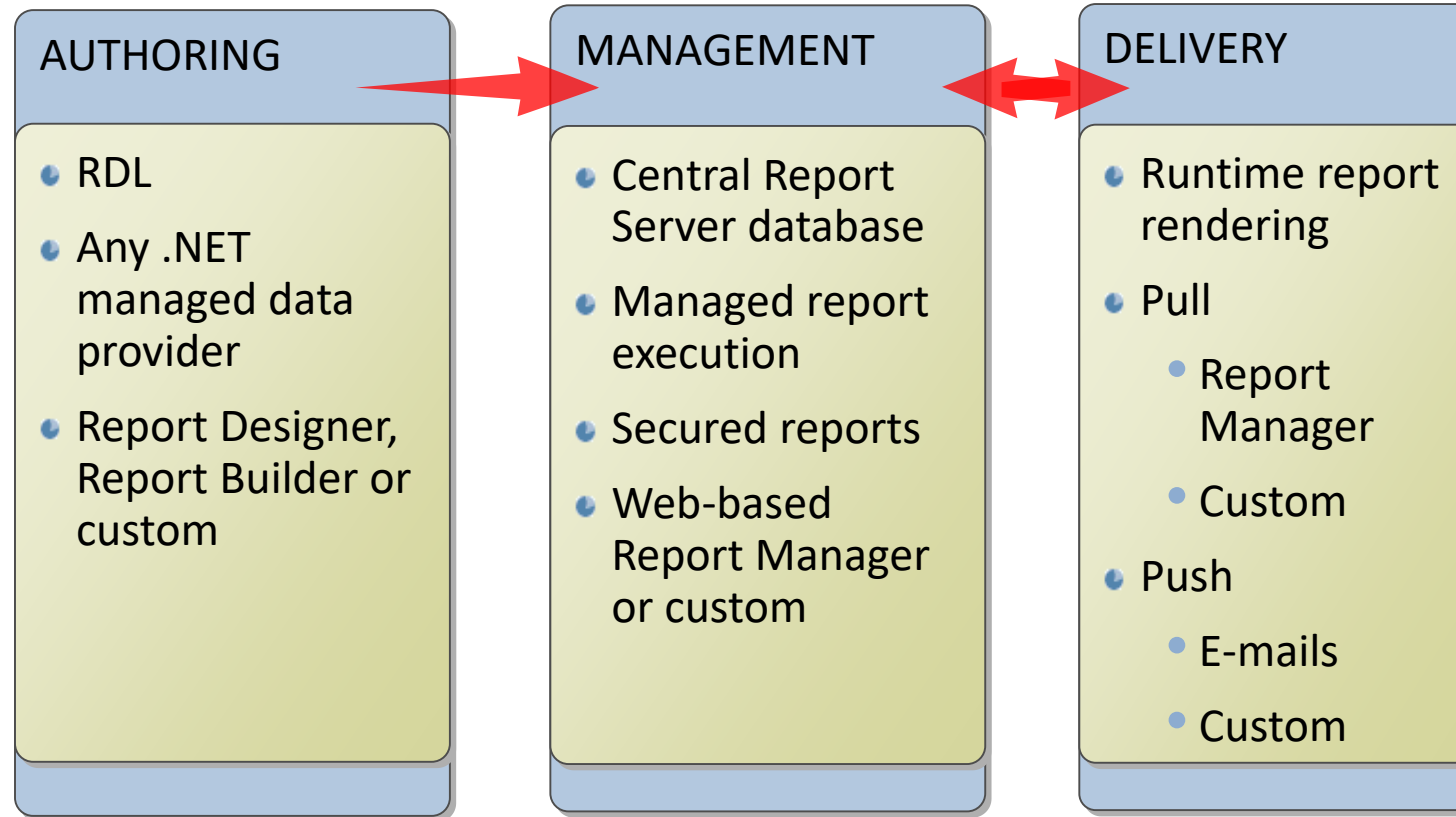 AUTHORING
RDL
Any .NET
managed data
provider
Report Designer,
Report Builder or
custom
MANAGEMENT
Central Report
Server database
Managed report
execution
Secured reports
Web-based
Report Manager
or custom
DELIVERY
Runtime report
rendering
Pull
Report
Manager
Custom
Push
E-mails
Custom